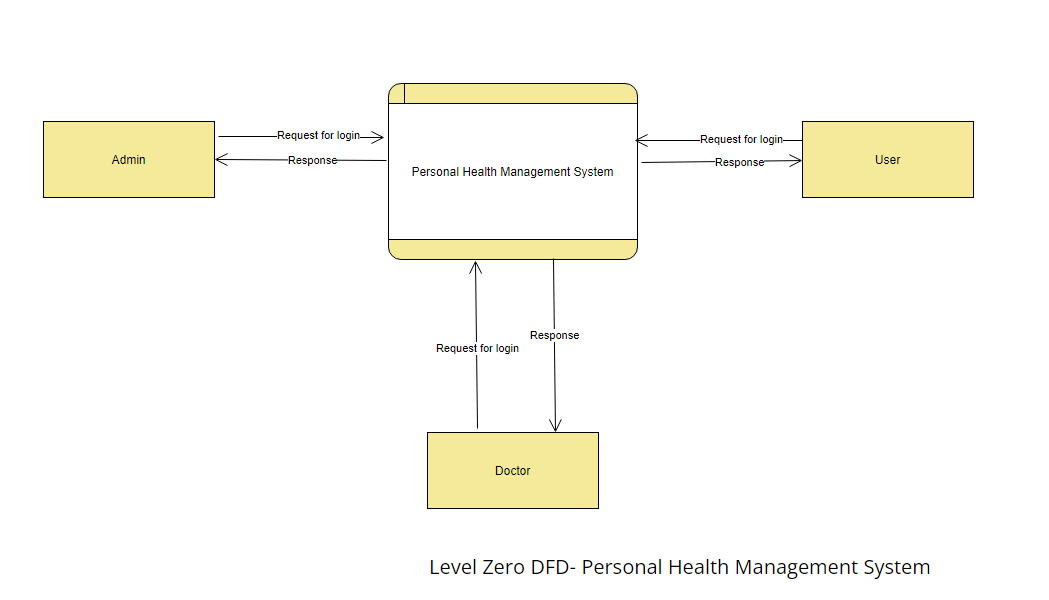 Request for login
Request for login
Admin
Response
User
Response
Personal Health Management System
Response
Request for login
Doctor
Level Zero DFD- Personal Health Management System